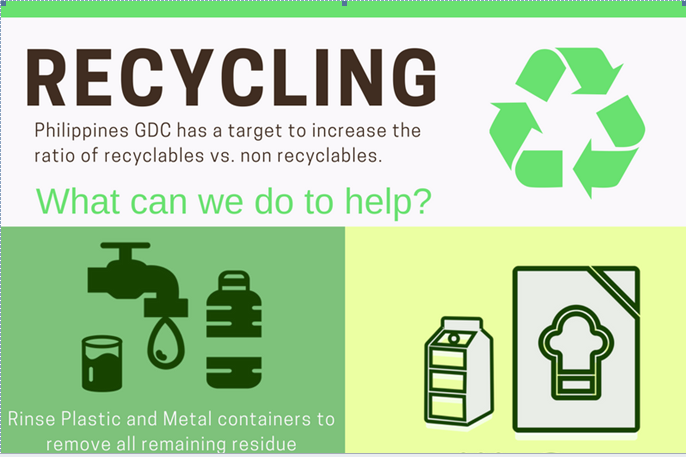 RECYCLING
Philippines GDC has a target to increase the
ratio of recyclables vs. non recyclables.
What can we do to help?
Rinse Plastic and Metal containers to
remove all remaining residue